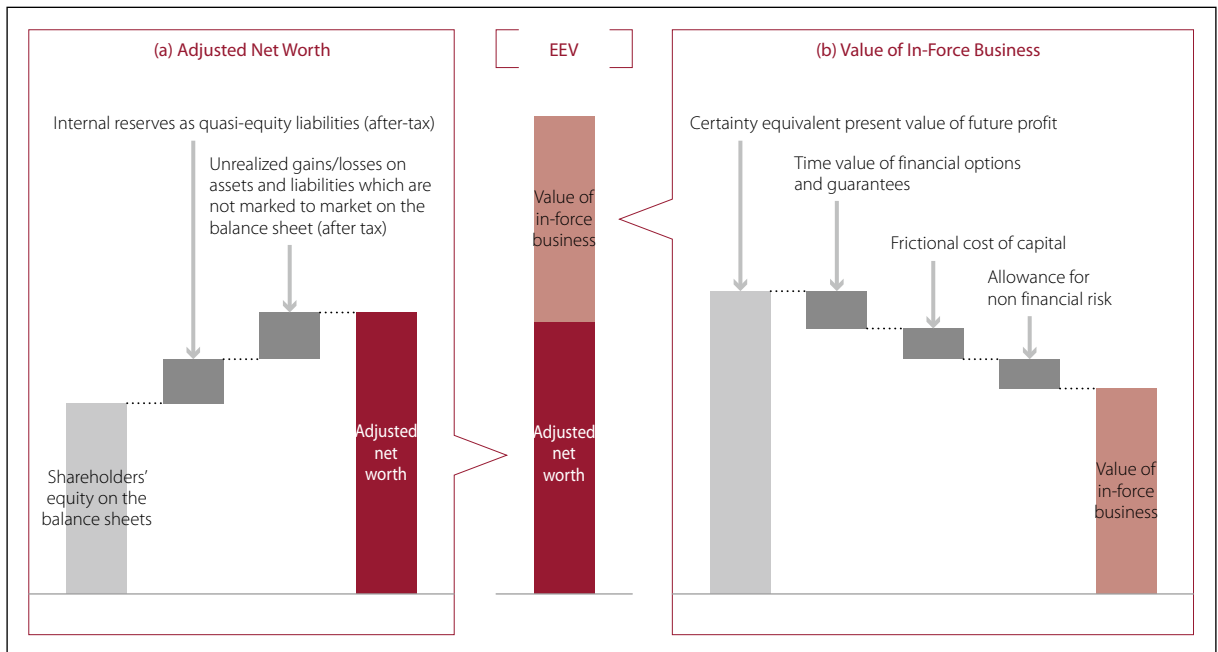 (a) Adjusted Net Worth
Internal reserves as quasi-equity liabilities (after-tax)
Unrealized gains/losses on
assets and liabilities which are
not marked to market on the
balance sheet (after tax)
Shareholders’
equity on the
balance sheets
Adjusted
net
worth
EEV
Value of
in-force
business
Adjusted
net
worth
(b) Value of In-Force Business
Certainty equivalent present value of future profit
Time value of financial options
and guarantees
Frictional cost of capital
Allowance for
non financial risk
Value of
in-force
business